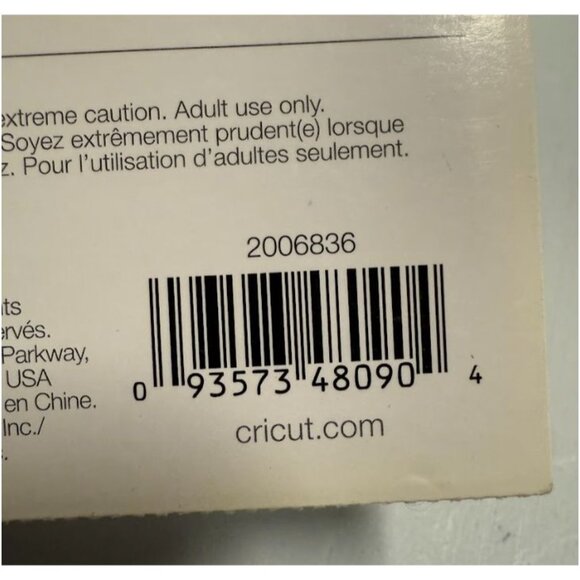 extreme caution. Adult use only.
Soyez extrêmement prudent(e) lorsque
z. Pour l'utilisation d'adultes seulement.
2006836
its
ervés.
Parkway,
USA
en Chine.
Inc./
0 93573 48090 4
cricut.com